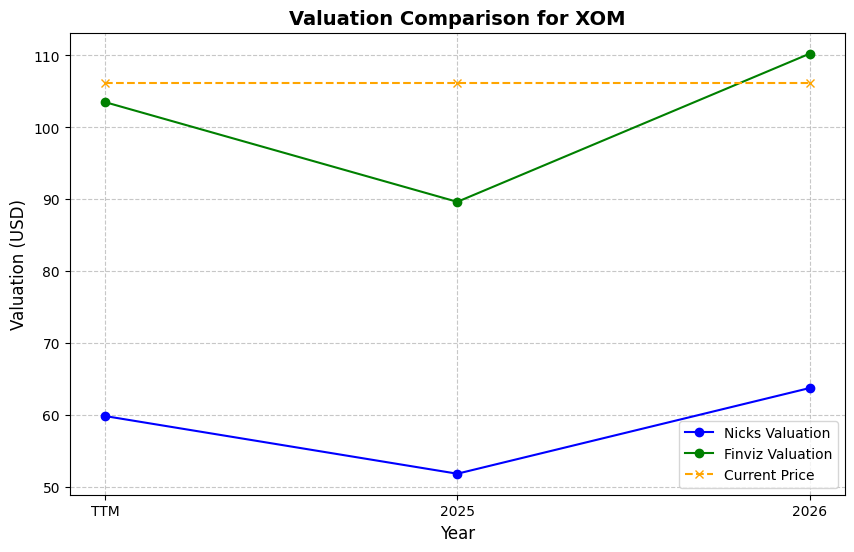 Valuation Comparison for XOM
Valuation (USD)
110
100
90
80
70
60
50
TTM
2025
2026
Year
Nicks Valuation
Finviz Valuation
Current Price